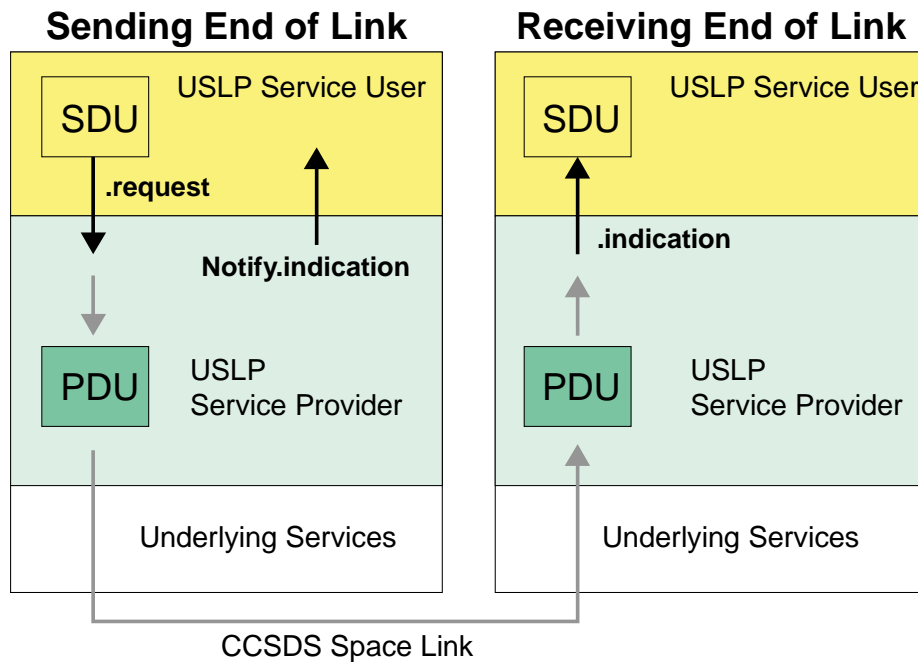 Sending End of Link
USLP Service User
SDU
.request
Notify.indication
PDU
USLP
Service Provider
Underlying Services
Receiving End of Link
USLP Service User
SDU
.indication
PDU
USLP
Service Provider
Underlying Services
CCSDS Space Link